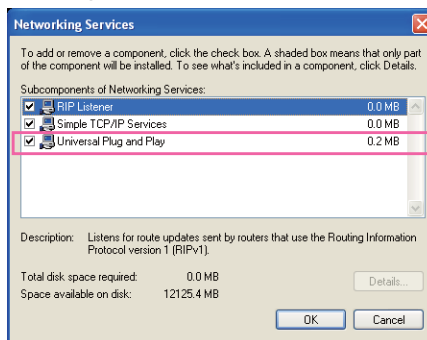 Networking Services
To add or remove a component, click the check box. A shaded box means that only part
of the component will be installed. To see what's included in a component, click Details.
Subcomponents of Networking Services:
RIP Listener 0.0 MB
Simple TCP/IP Services 0.0 MB
Universal Plug and Play 0.2 MB
Description: Listens for route updates sent by routers that use the Routing Information
Protocol version 1 (RIPv1).
Total disk space required: 0.0 MB
Details...
Space available on disk: 12125.4 MB
OK Cancel